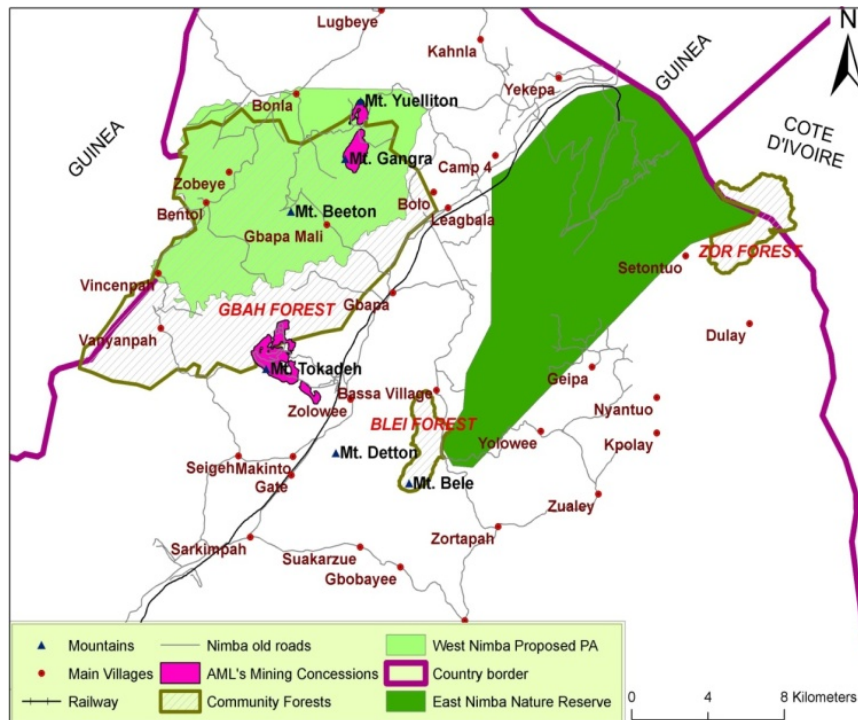 Lugbeye
N
Kahnla
GUINEA
Yekepa
Bonla
Mt. Yuelliton
COTE
D'IVOIRE
GUINEA
Mt. Gangra
Camp 4
Zobeye
Bolo
Bentol
Mt. Beeton
Leagbala
Gbapa Mali
ZOR FOREST
Setontuo
Vincenpah
Gbapa
GBAH FOREST
Vanyanpah
Dulay
Mt. Tokadeh
Geipa
Zolowee
Bassa Village
Nyantuo
BLEI FOREST
Yolowee
Kpolay
Mt. Detton
Seigeh
Makinto
Gate
Mt. Bele
Zualey
Zortapah
Sarkimpah
Suakarzue
Gbobayee
Mountains
Nimba old roads
West Nimba Proposed PA
Main Villages
AML's Mining Concessions
Country border
Railway
Community Forests
East Nimba Nature Reserve
0 4 8 Kilometers